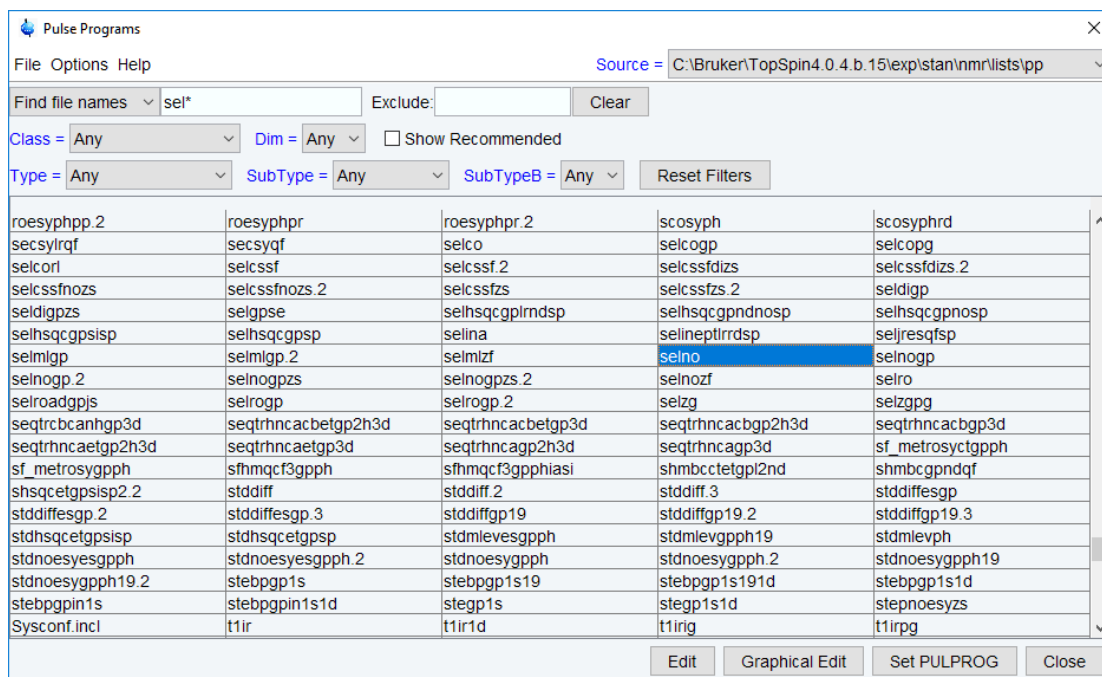 Pulse Programs
File Options Help Source = C:\Bruker\TopSpin4.0.4.b.15\exp\stan\nmr\lists\pp
Find file names sel* Exclude: Clear
Class = Any Dim = Any Show Recommended
Type = Any SubType = Any SubTypeB = Any Reset Filters
roesyphpp.2 roesyphpr roesyphpr.2 scosyph scosyphrd
secsylrqf secsyqf selco selcogp selcopg
selcorl selcssf selcssf.2 selcssfdizs selcssfdizs.2
selcssfnozs selcssfnozs.2 selcssfzs selcssfzs.2 seldigp
seldigpzs selgpse selhsqcgplrndsp selhsqcgpndnosp selhsqcgpnosp
selhsqcgpsisp selhsqcgpsp selina selineptlrrdsp seljresqfsp
selmlgp selmlgp.2 selmlzf selno selnogp
selnogp.2 selnogpzs selnogpzs.2 selnozf selro
selroadgpjs selrogp selrogp.2 selzg selzgpg
seqtrcbcanhgp3d seqtrhncacbetgp2h3d seqtrhncacbetgp3d seqtrhncacbgp2h3d seqtrhncacbgp3d
seqtrhncaetgp2h3d seqtrhncaetgp3d seqtrhncagp2h3d seqtrhncagp3d sf_metrosyctgpph
sf_metrosygpph sfhmqcf3gpph sfhmqcf3gpphiasi shmbcctetgpl2nd shmbcgpndqf
shsqcetgpsisp2.2 stddiff stddiff.2 stddiff.3 stddiffesgp
stddiffesgp.2 stddiffesgp.3 stddiffgp19 stddiffgp19.2 stddiffgp19.3
stdhsqcetgpsisp stdhsqcetgpsp stdmlevesgpph stdmlevgpph19 stdmlevph
stdnoesyesgpph stdnoesyesgpph.2 stdnoesygpph stdnoesygpph.2 stdnoesygpph19
stdnoesygpph19.2 stebpgp1s stebpgp1s19 stebpgp1s191d stebpgp1s1d
stebpgpin1s stebpgpin1s1d stegp1s stegp1s1d stepnoesyzs
Sysconf.incl t1ir t1ir1d t1irig t1irpg
Edit Graphical Edit Set PULPROG Close